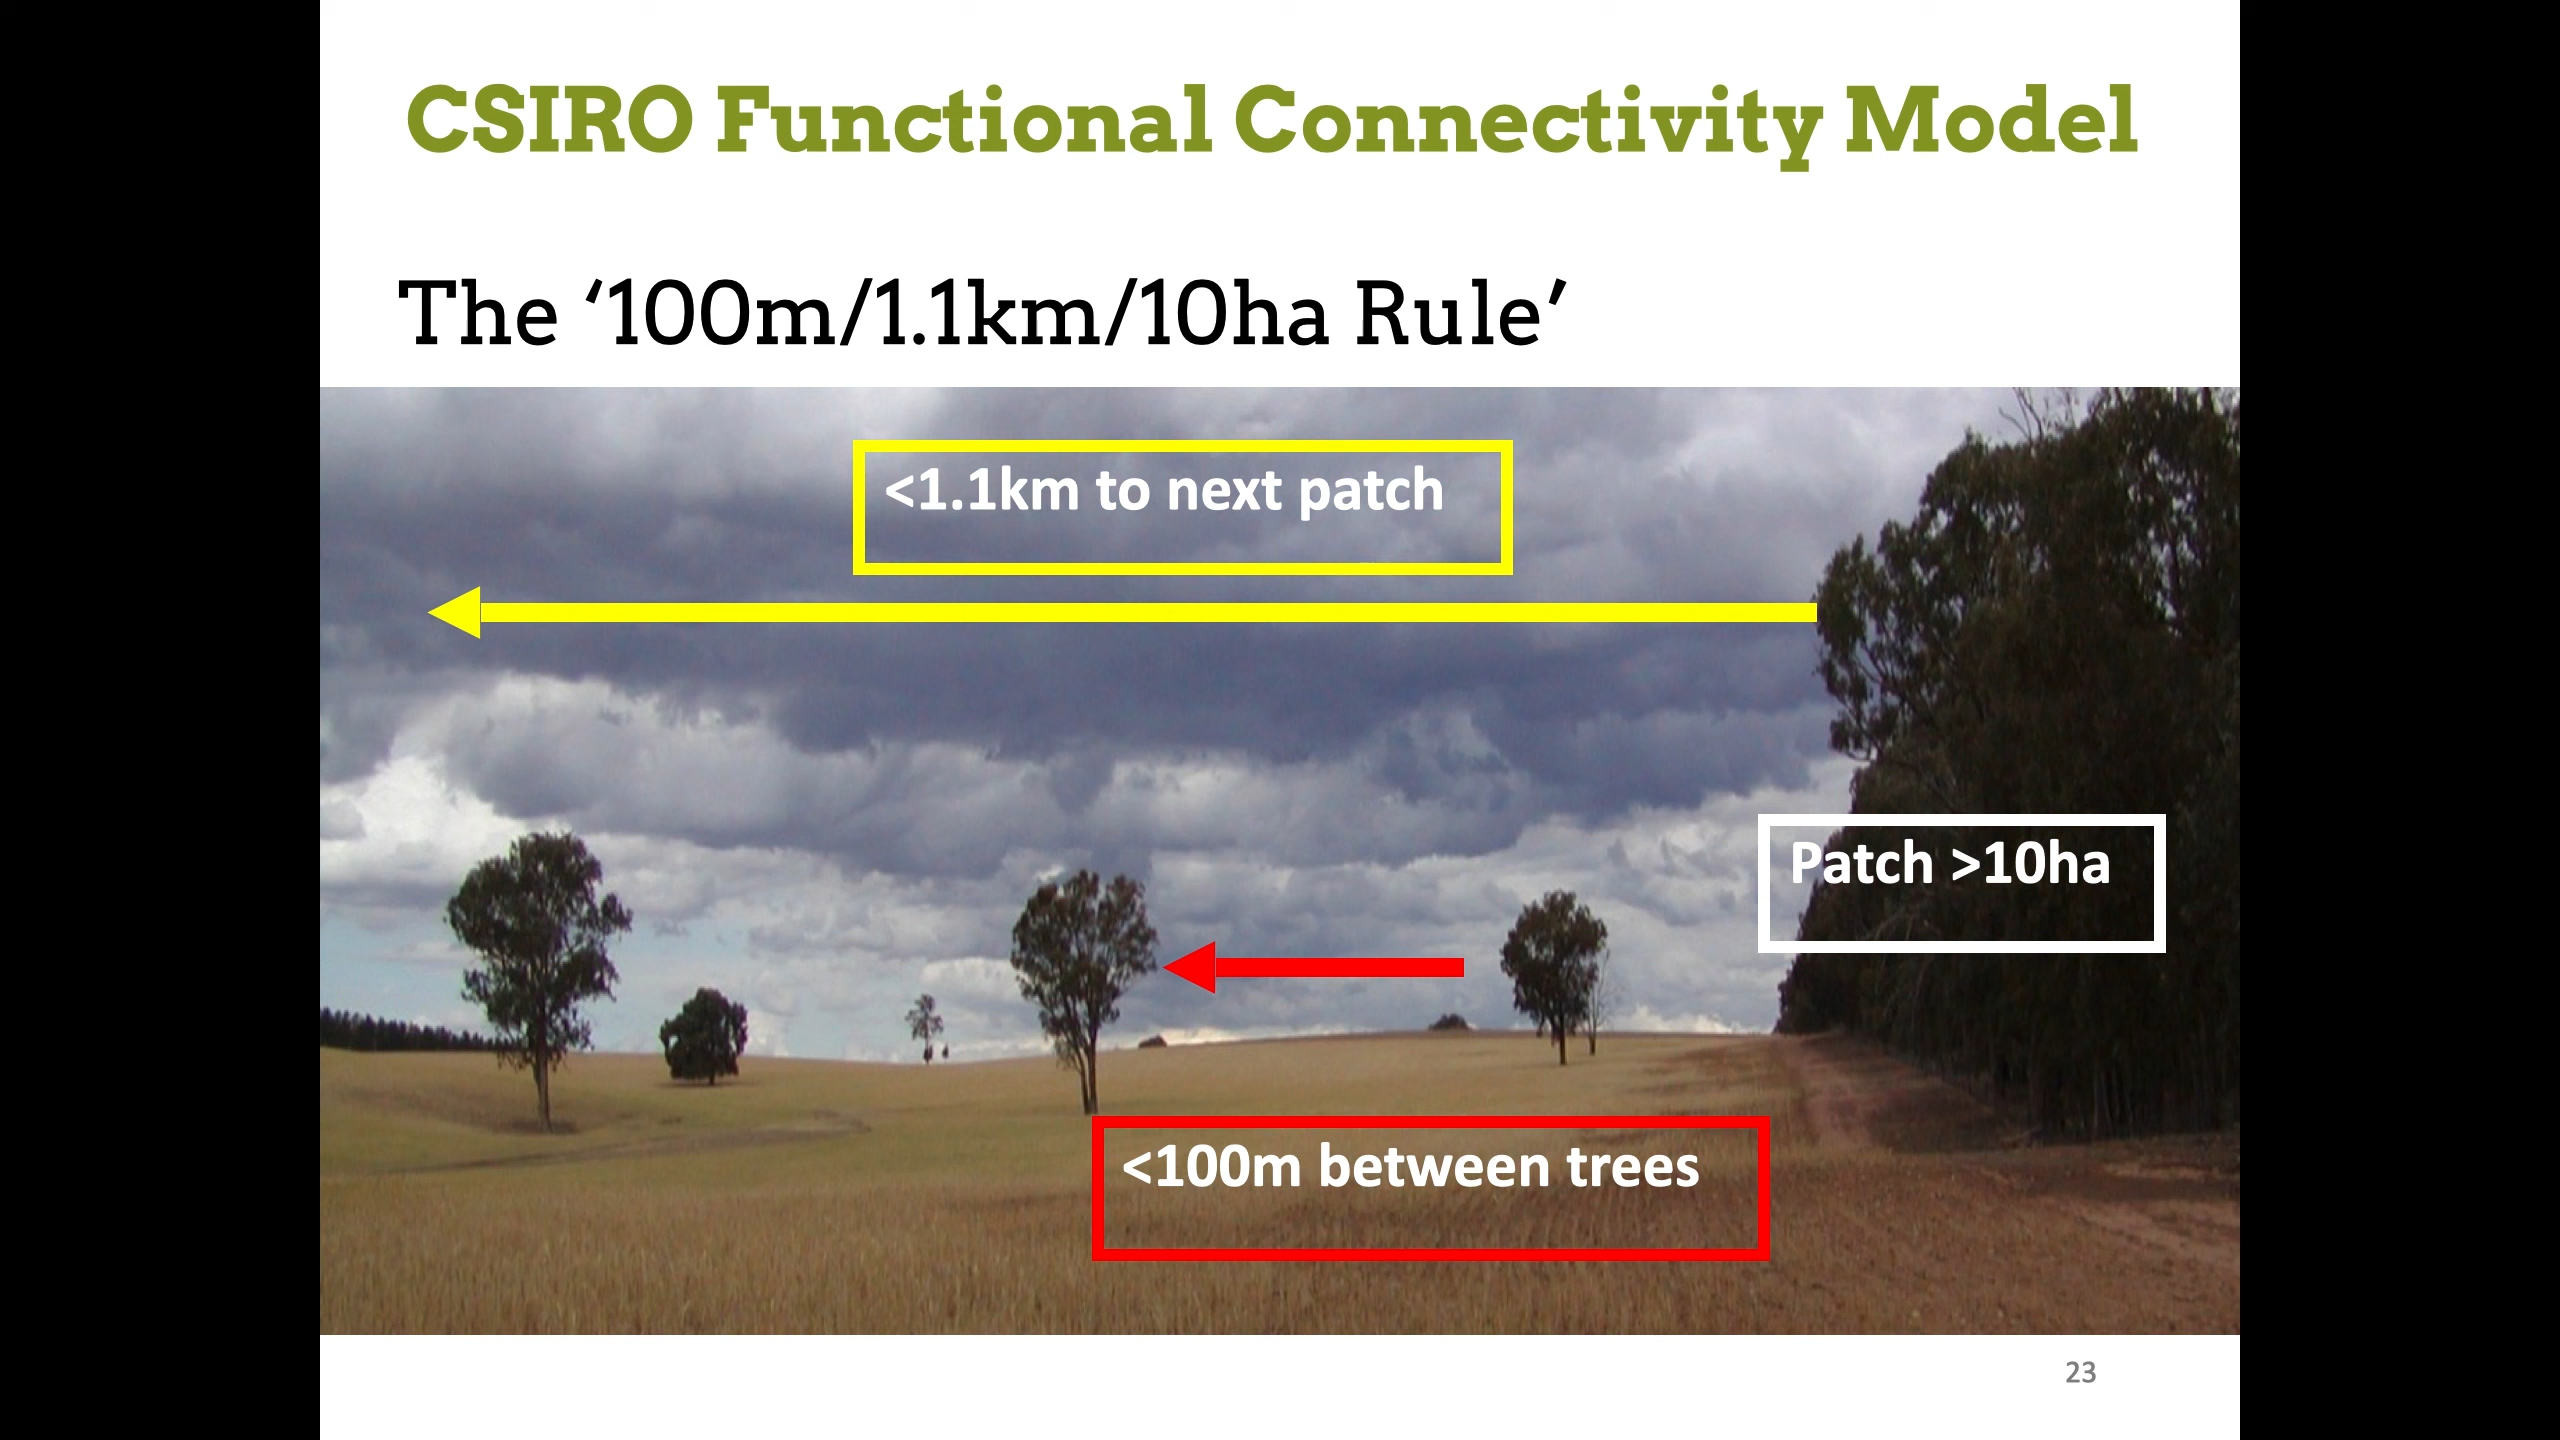 CSIRO Functional Connectivity Model
The ‘100m/1.1km/10ha Rule’
<1.1km to next patch
Patch >10ha
<100m between trees
23